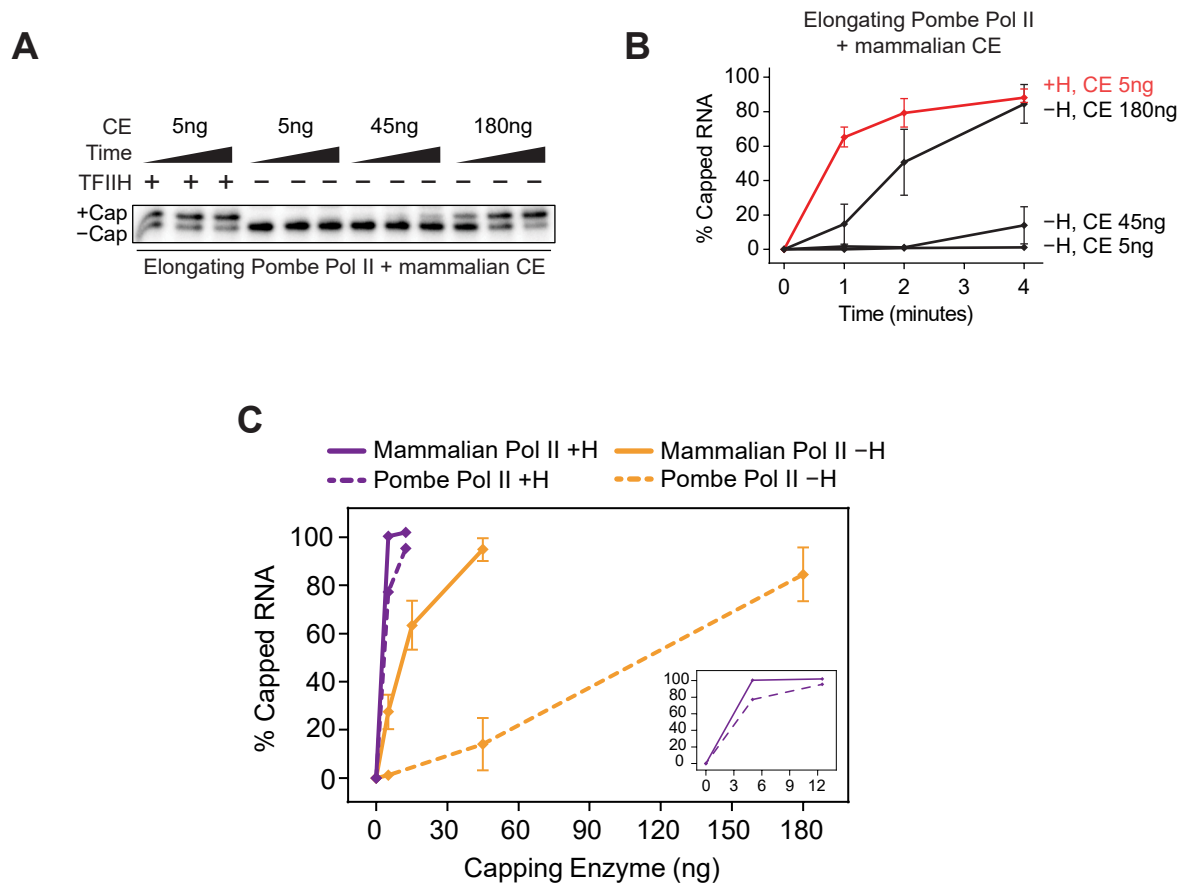 A
CE 5ng 5ng 45ng 180ng
Time
TFIIH + + + − − − − − − − − −
+Cap
−Cap
Elongating Pombe Pol II + mammalian CE
B
Elongating Pombe Pol II
+ mammalian CE
% Capped RNA
100
80
60
40
20
0
0 1 2 3 4
Time (minutes)
+H, CE 5ng
−H, CE 180ng
−H, CE 45ng
−H, CE 5ng
C
Mammalian Pol II +H Mammalian Pol II −H
Pombe Pol II +H Pombe Pol II −H
% Capped RNA
100
80
60
40
20
0
0 30 60 90 120 150 180
Capping Enzyme (ng)
100
80
60
40
20
0
0 3 6 9 12